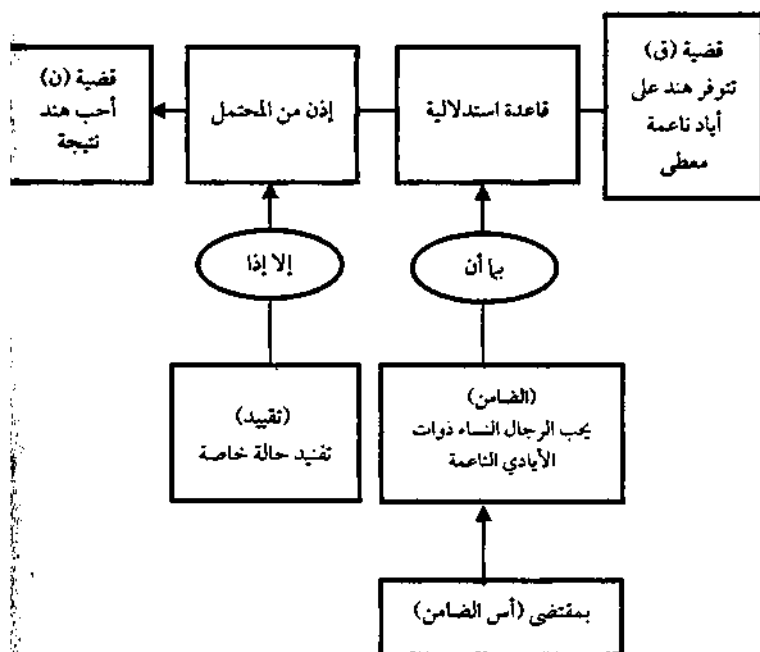 قضية (ق)
تتوفر هند على
أياد ناعمة
معطى
قاعدة استدلالية
إذن من المحتمل
قضية (ن)
أحب هند
نتيجة
بما أن
إلا إذا
(الضامن)
يحب الرجال النساء ذوات
الأيادي الناعمة
(تقييد)
تفنيد حالة خاصة
بمقتضى (أس الضامن)